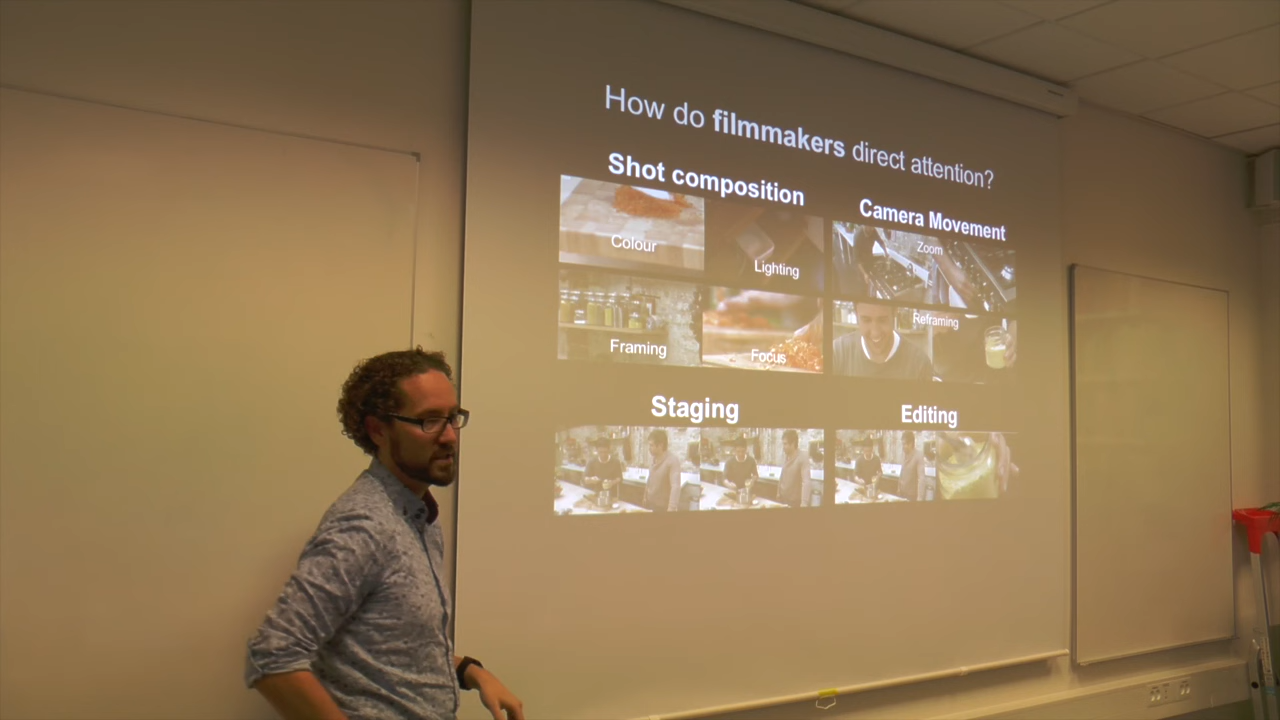 How do filmmakers direct attention?
Shot composition
Colour
Lighting
Framing
Focus
Camera Movement
Zoom
Reframing
Staging
Editing